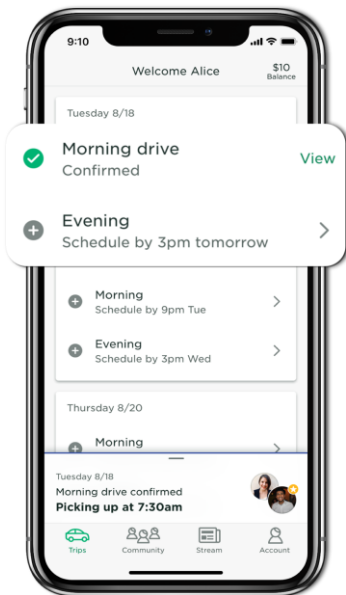 9:10
Welcome Alice
$10
Balance
Tuesday 8/18
Morning drive
Confirmed
View
Evening
Schedule by 3pm tomorrow
Morning
Schedule by 9pm Tue
Evening
Schedule by 3pm Wed
Thursday 8/20
Morning
Tuesday 8/18
Morning drive confirmed
Picking up at 7:30am
Trips
Community
Stream
Account